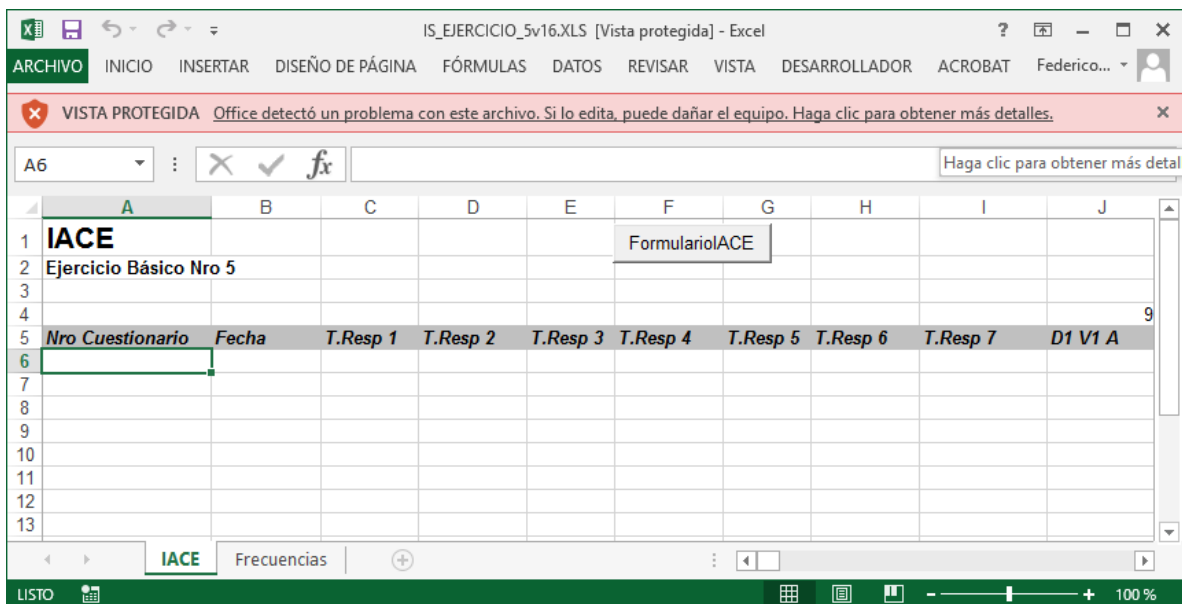 IS_EJERCICIO_5v16.XLS [Vista protegida] - Excel
ARCHIVO INICIO INSERTAR DISEÑO DE PÁGINA FÓRMULAS DATOS REVISAR VISTA DESARROLLADOR ACROBAT Federico...
VISTA PROTEGIDA Office detectó un problema con este archivo. Si lo edita, puede dañar el equipo. Haga clic para obtener más detalles.
A6 fx Haga clic para obtener más detal
A B C D E F G H I J
1 IACE FormularioIACE
2 Ejercicio Básico Nro 5
3
4 9
5 Nro Cuestionario Fecha T.Resp 1 T.Resp 2 T.Resp 3 T.Resp 4 T.Resp 5 T.Resp 6 T.Resp 7 D1 V1 A
6
7
8
9
10
11
12
13
IACE Frecuencias
LISTO 100 %